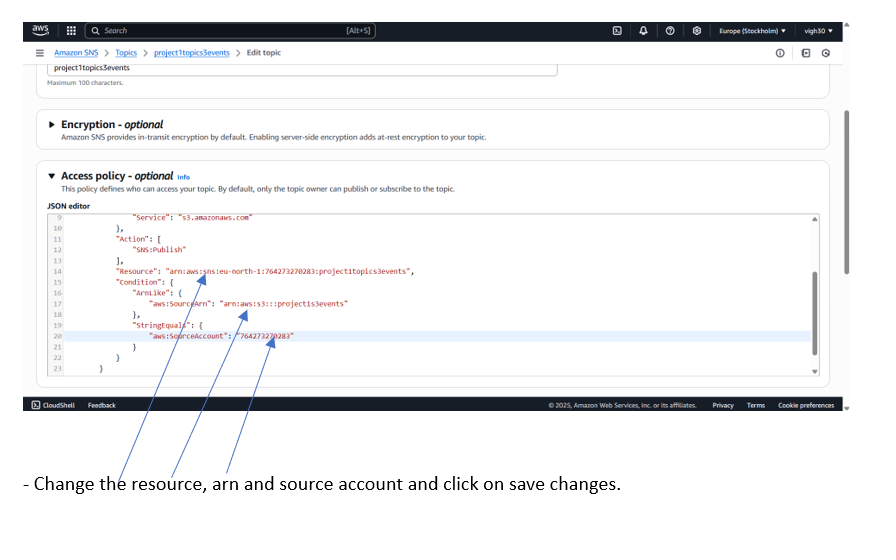 aws
Search [Alt+S] Europe (Stockholm) ▼ vigh30 ▼
Amazon SNS > Topics > project1topics3events > Edit topic
project1topics3events
Maximum 100 characters.
Encryption - optional
Amazon SNS provides in-transit encryption by default. Enabling server-side encryption adds at-rest encryption to your topic.
Access policy - optional Info
This policy defines who can access your topic. By default, only the topic owner can publish or subscribe to the topic.
JSON editor
9 "Service": "s3.amazonaws.com"
10 },
11 "Action": [
12 "SNS:Publish"
13 ],
14 "Resource": "arn:aws:sns:eu-north-1:764273270283:project1topics3events",
15 "Condition": {
16 "ArnLike": {
17 "aws:SourceArn": "arn:aws:s3:::project1s3events"
18 },
19 "StringEquals": {
20 "aws:SourceAccount": "764273270283"
21 }
22 }
23 }
CloudShell Feedback © 2025, Amazon Web Services, Inc. or its affiliates. Privacy Terms Cookie preferences
- Change the resource, arn and source account and click on save changes.